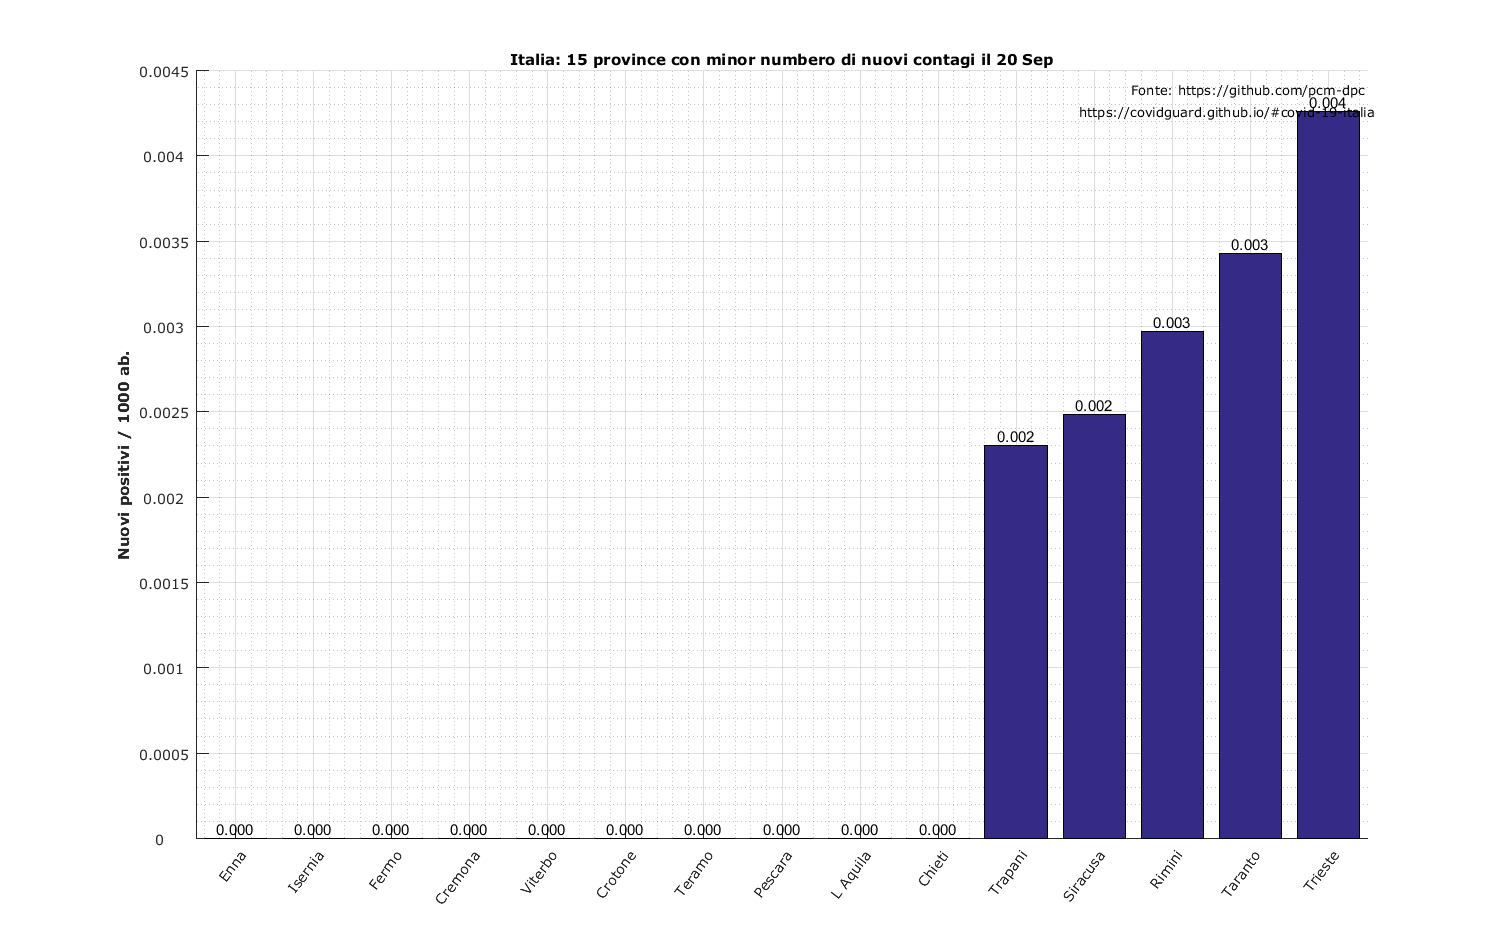 Italia: 15 province con minor numbero di nuovi contagi il 20 Sep
Fonte: https://github.com/pcm-dpc
https://covidguard.github.io/#covid-19-italia
Nuovi positivi / 1000 ab.
0.0045
0.004
0.0035
0.003
0.0025
0.002
0.0015
0.001
0.0005
0
0.000 0.000 0.000 0.000 0.000 0.000 0.000 0.000 0.000 0.000 0.002 0.002 0.003 0.003 0.004
Enna Isernia Fermo Cremona Viterbo Crotone Teramo Pescara L Aquila Chieti Trapani Siracusa Rimini Taranto Trieste